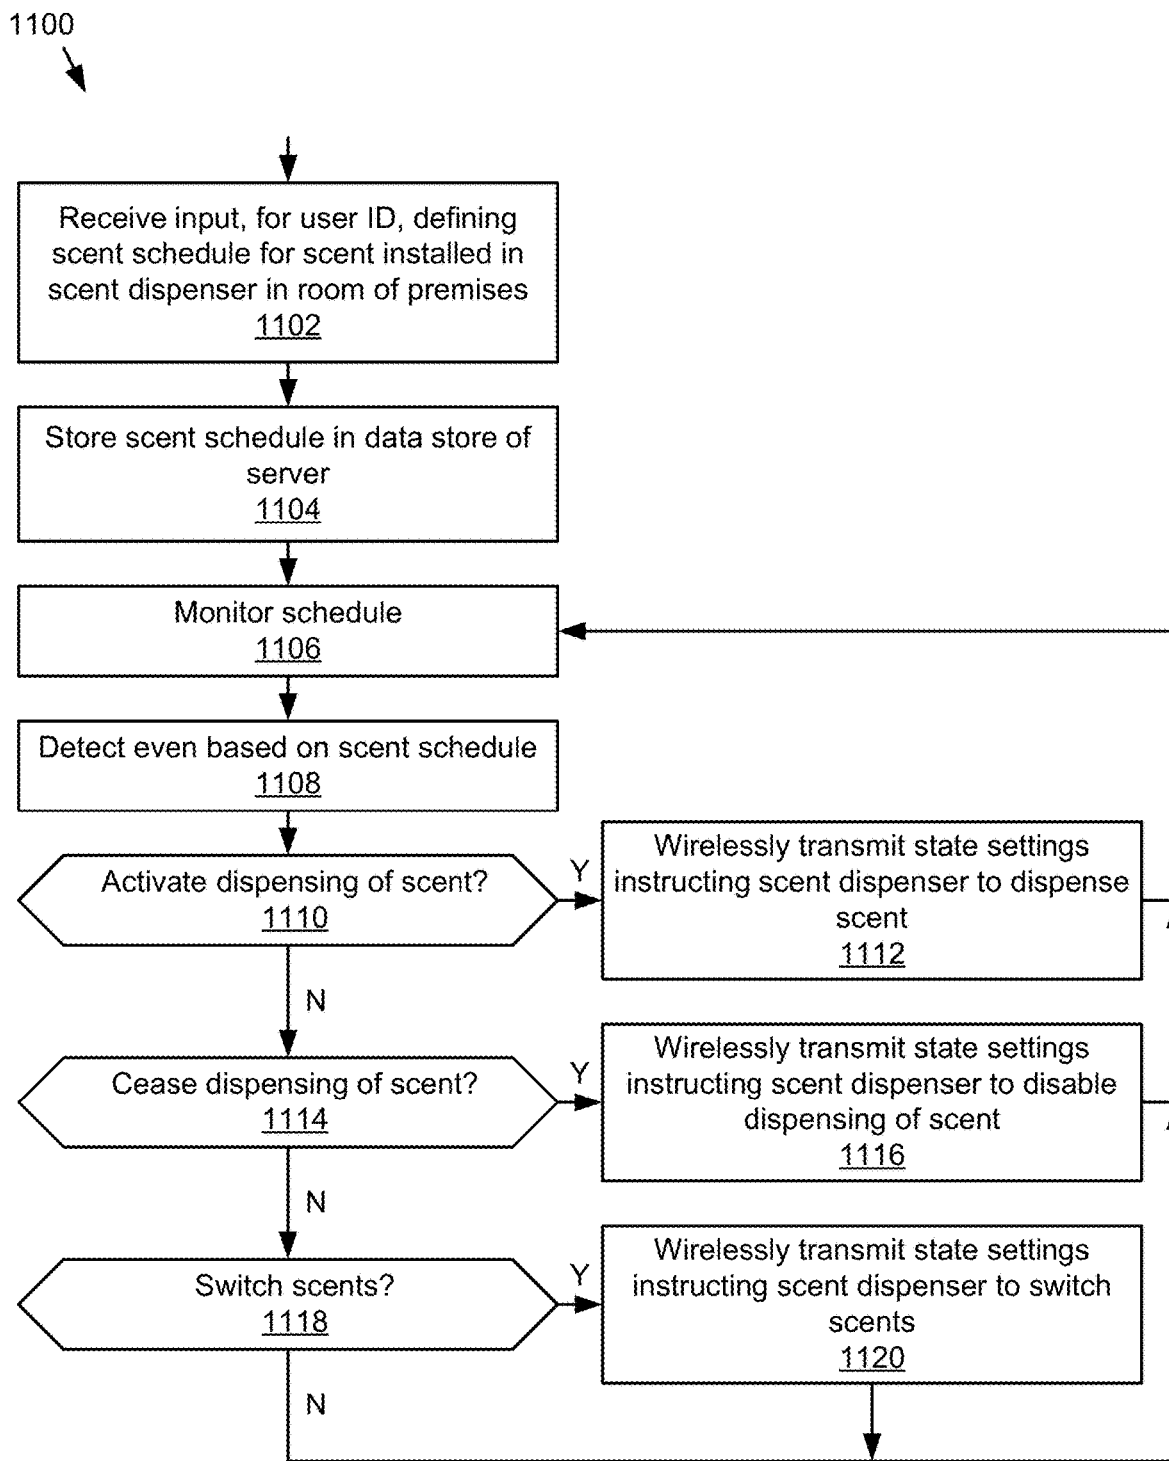 1100
Receive input, for user ID, defining
scent schedule for scent installed in
scent dispenser in room of premises
1102
Store scent schedule in data store of
server
1104
Monitor schedule
1106
Detect even based on scent schedule
1108
Activate dispensing of scent?
1110
Y
Wirelessly transmit state settings
instructing scent dispenser to dispense
scent
1112
N
Cease dispensing of scent?
1114
Y
Wirelessly transmit state settings
instructing scent dispenser to disable
dispensing of scent
1116
N
Switch scents?
1118
Y
Wirelessly transmit state settings
instructing scent dispenser to switch
scents
1120
N